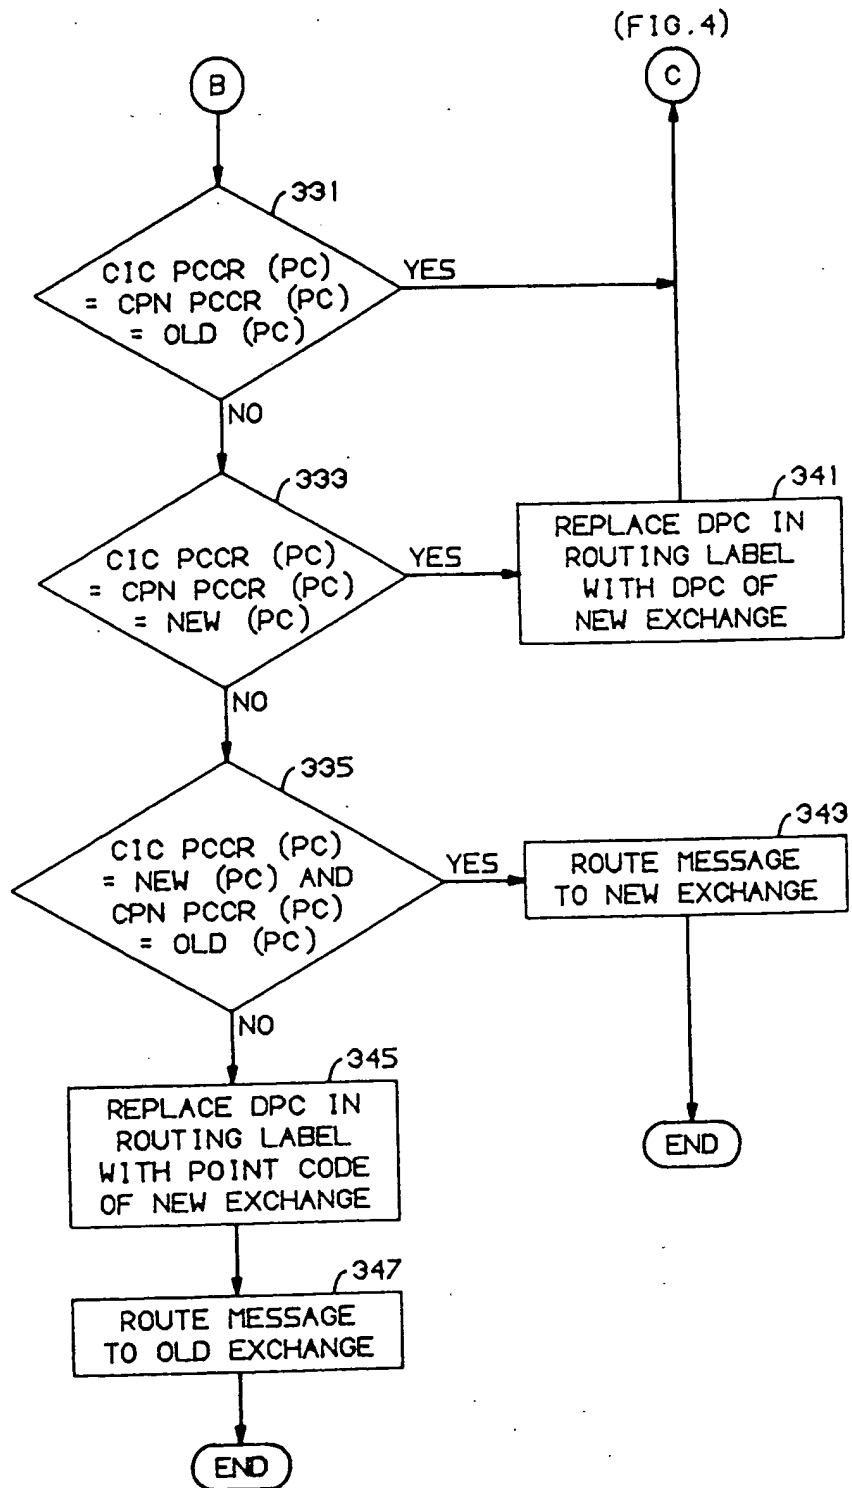 (FIG.4)
B
C
331
CIC PCCR (PC)
= CPN PCCR (PC)
= OLD (PC)
YES
NO
333
CIC PCCR (PC)
= CPN PCCR (PC)
= NEW (PC)
YES
341
REPLACE DPC IN
ROUTING LABEL
WITH DPC OF
NEW EXCHANGE
NO
335
CIC PCCR (PC)
= NEW (PC) AND
CPN PCCR (PC)
= OLD (PC)
YES
343
ROUTE MESSAGE
TO NEW EXCHANGE
END
NO
345
REPLACE DPC IN
ROUTING LABEL
WITH POINT CODE
OF NEW EXCHANGE
347
ROUTE MESSAGE
TO OLD EXCHANGE
END